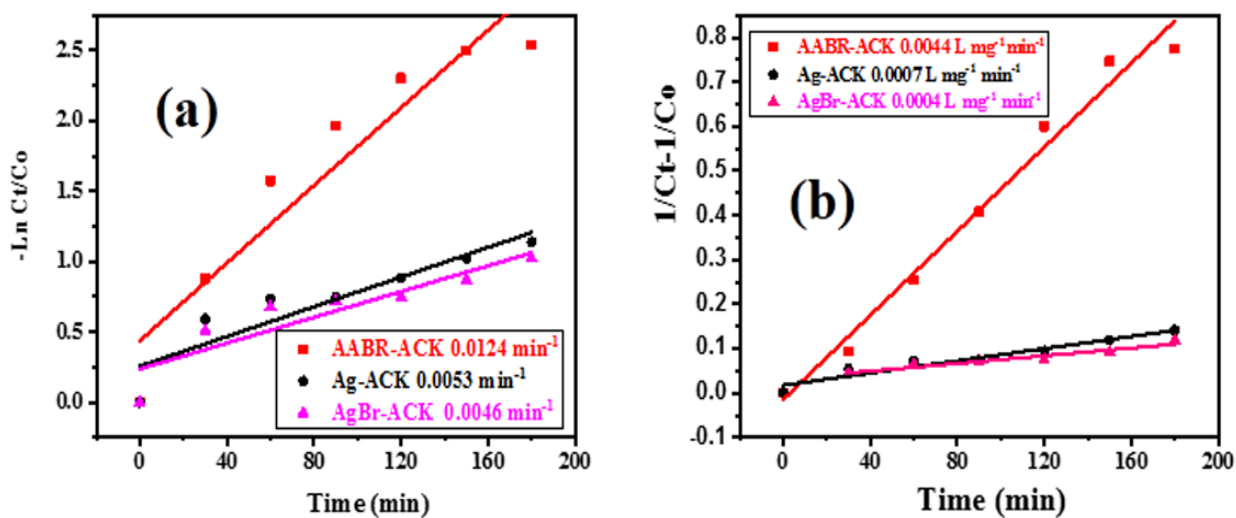 2.5
2.0
1.5
1.0
0.5
0.0
-Ln Ct/Co
(a)
AABR-ACK 0.0124 min⁻¹
Ag-ACK 0.0053 min⁻¹
AgBr-ACK 0.0046 min⁻¹
0 40 80 120 160 200
Time (min)
0.8
0.7
0.6
0.5
0.4
0.3
0.2
0.1
0.0
-0.1
1/Ct-1/Co
AABR-ACK 0.0044 L mg⁻¹min⁻¹
Ag-ACK 0.0007 L mg⁻¹ min⁻¹
AgBr-ACK 0.0004 L mg⁻¹ min⁻¹
(b)
0 40 80 120 160 200
Time (min)